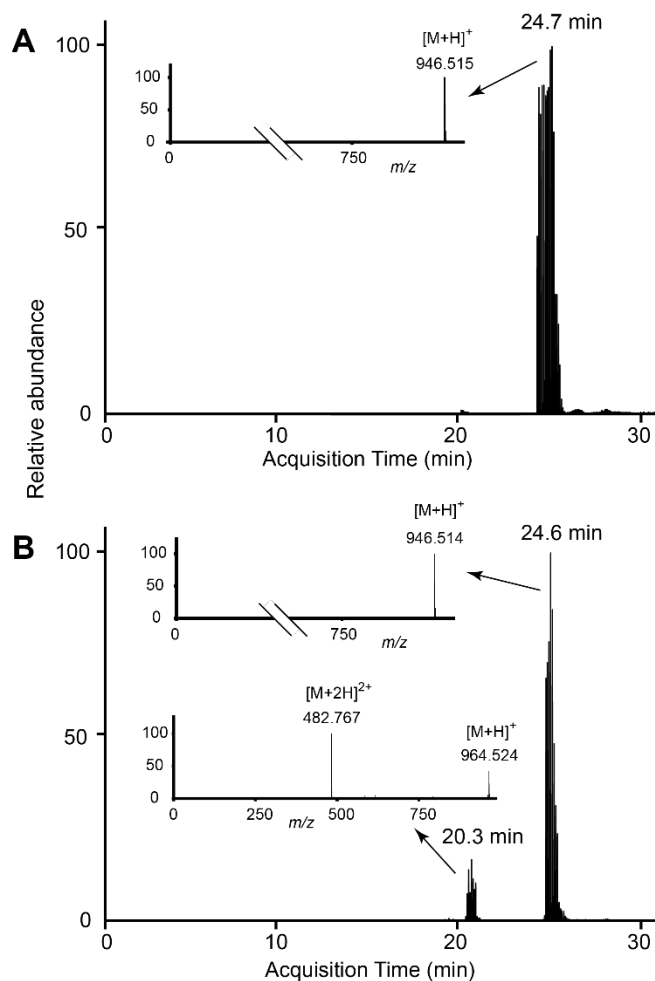 A
24.7 min
[M+H]+
946.515
100
50
0
0
750
m/z
100
50
0
0
10
20
30
Acquisition Time (min)
Relative abundance
B
24.6 min
[M+H]+
946.514
100
50
0
0
750
m/z
[M+2H]2+
482.767
[M+H]+
964.524
100
50
0
0
250
m/z
500
750
20.3 min
100
50
0
0
10
20
30
Acquisition Time (min)